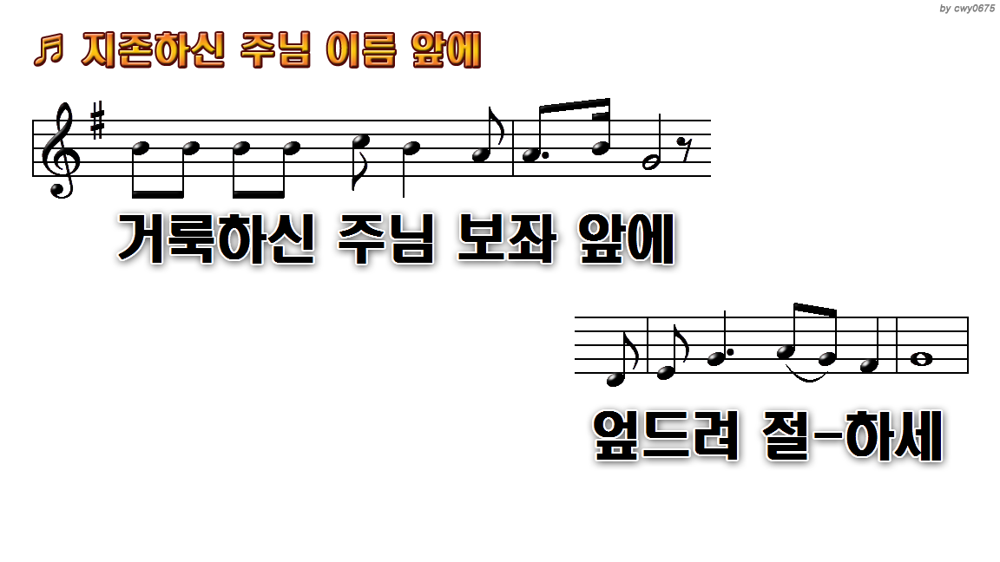 by cwy0675
♬ 지존하신 주님 이름 앞에
거룩하신 주님 보좌 앞에
엎드려 절-하세